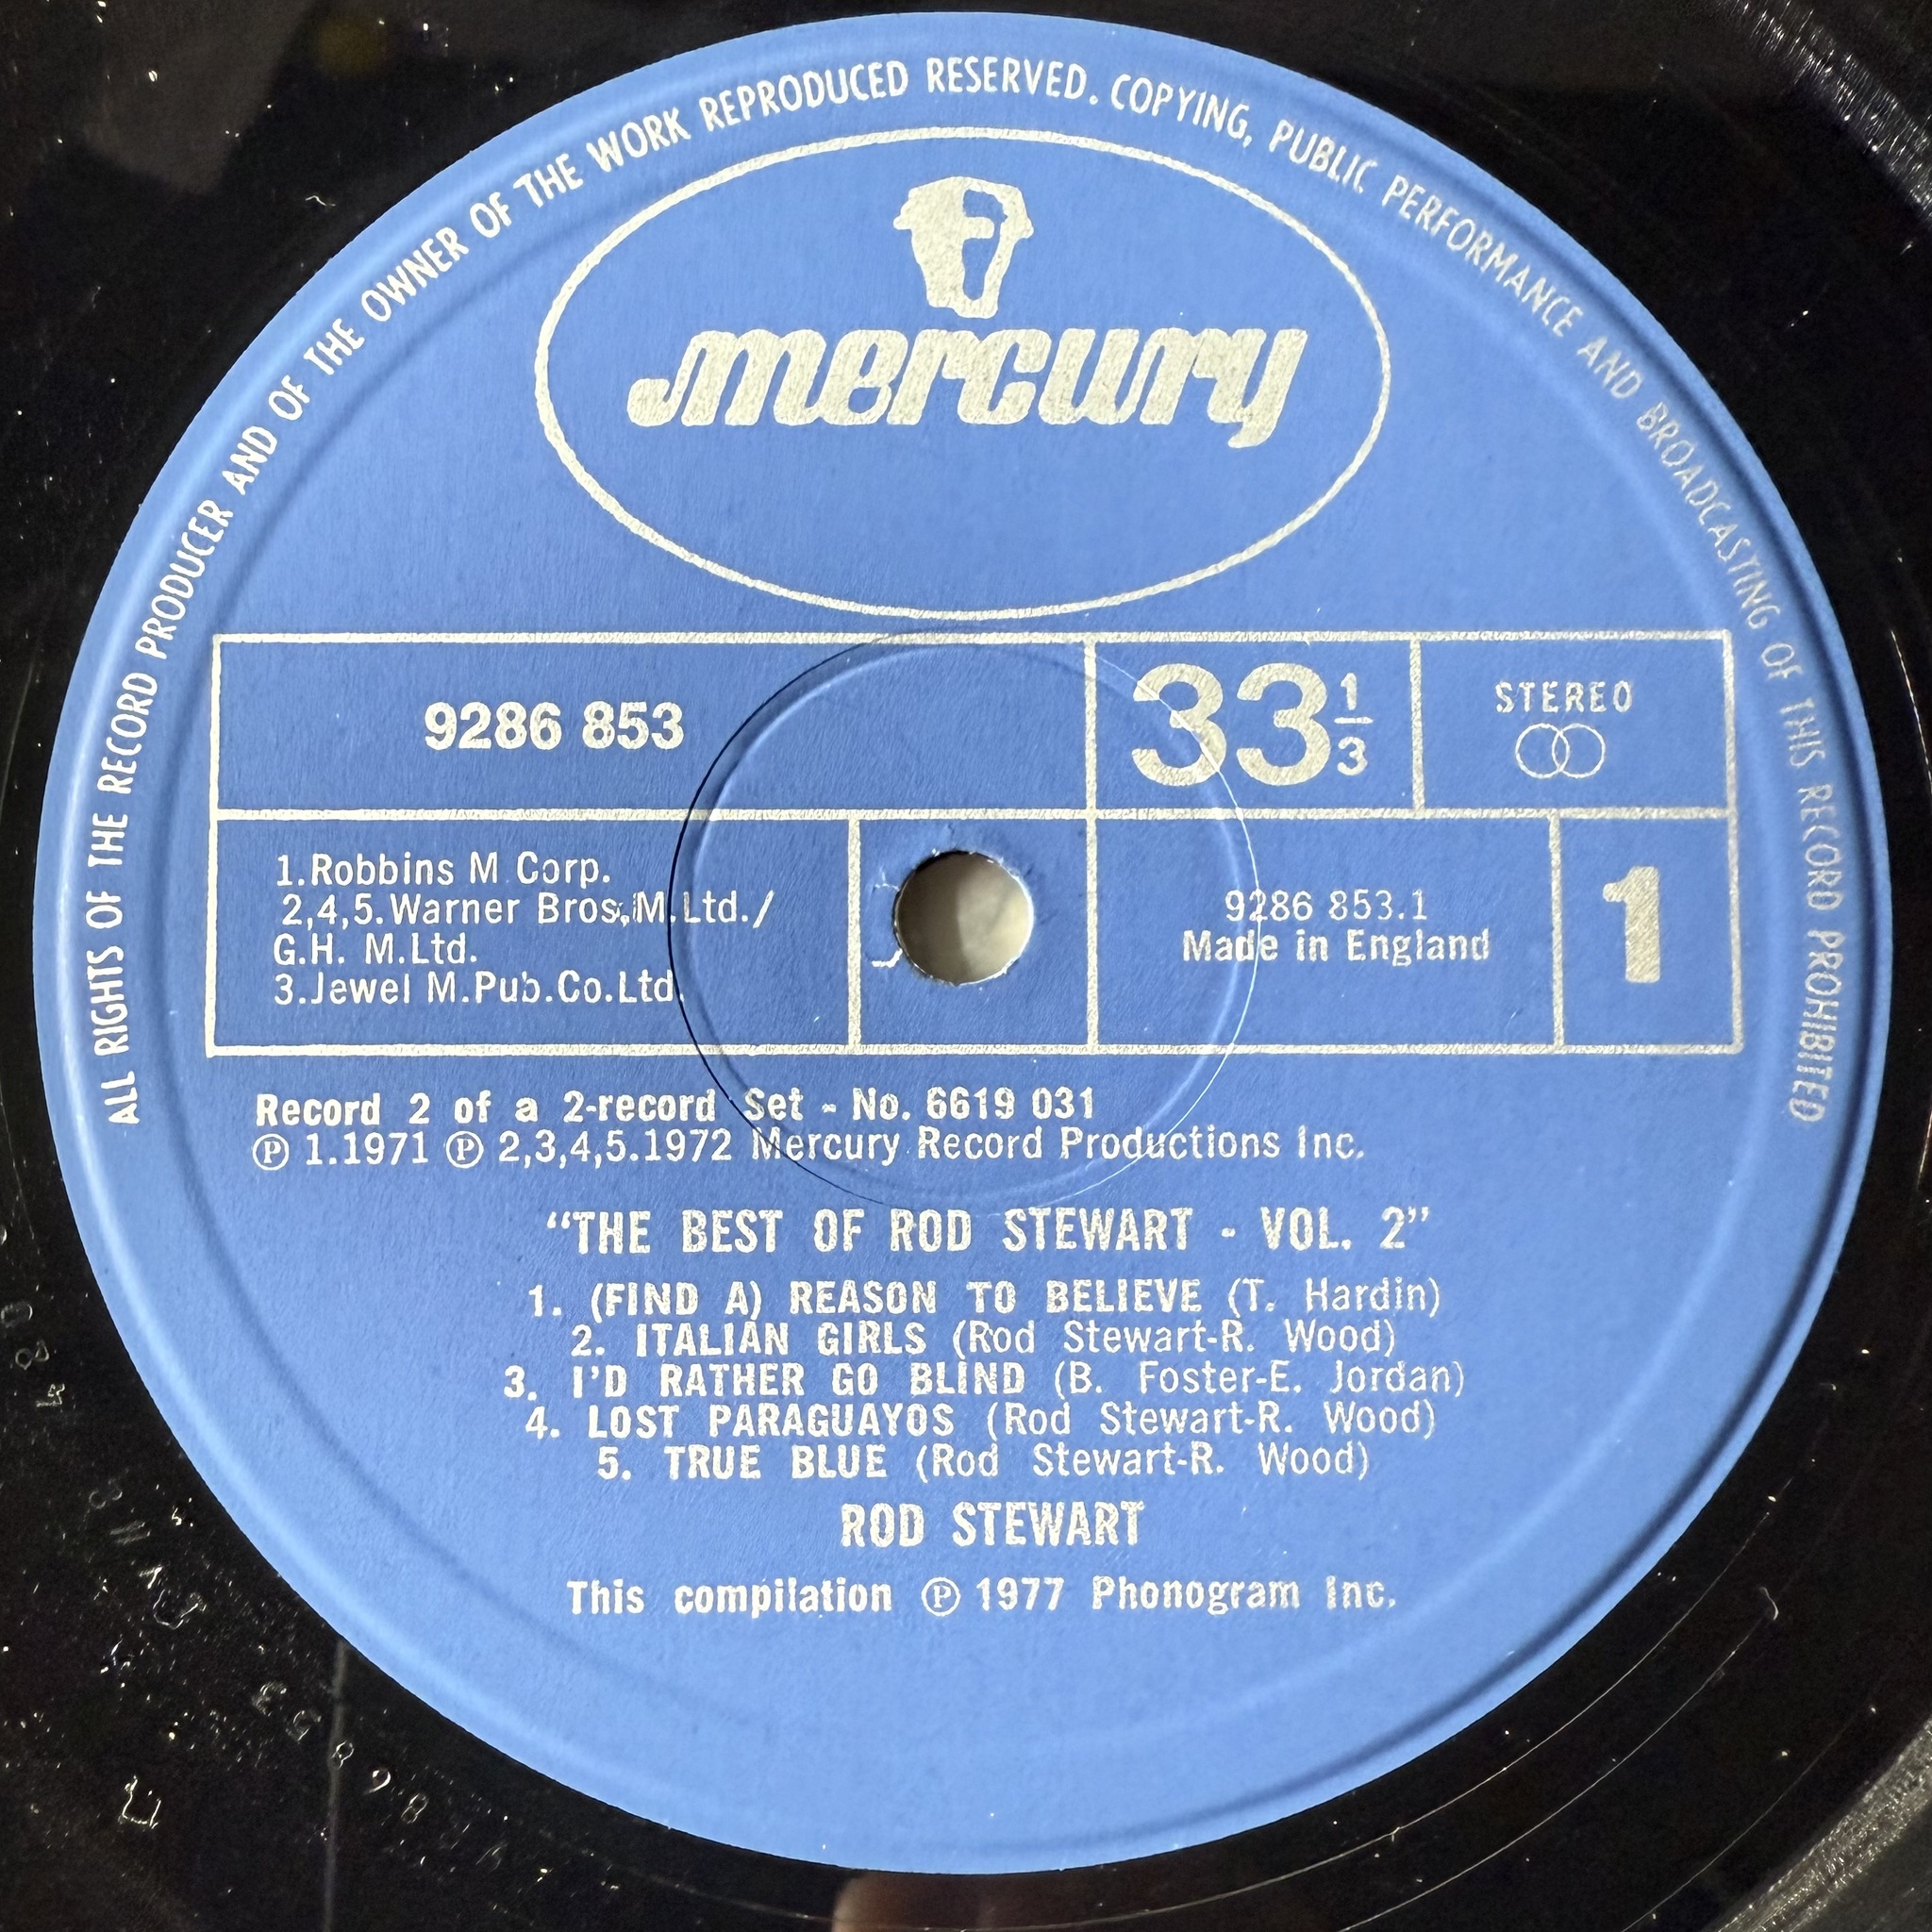 ALL RIGHTS OF THE RECORD PRODUCER AND OF THE OWNER OF THE WORK REPRODUCED RESERVED. COPYING, PUBLIC PERFORMANCE AND BROADCASTING OF THIS RECORD PROHIBITED
mercury
9286 853
33 1/3
STEREO
1.Robbins M Corp.
2,4,5.Warner Bros,M.Ltd./
G.H. M.Ltd.
3.Jewel M.Pub.Co.Ltd.
9286 853.1
Made in England
1
Record 2 of a 2-record Set - No. 6619 031
℗ 1.1971 ℗ 2,3,4,5.1972 Mercury Record Productions Inc.
“THE BEST OF ROD STEWART - VOL. 2”
1. (FIND A) REASON TO BELIEVE (T. Hardin)
2. ITALIAN GIRLS (Rod Stewart-R. Wood)
3. I’D RATHER GO BLIND (B. Foster-E. Jordan)
4. LOST PARAGUAYOS (Rod Stewart-R. Wood)
5. TRUE BLUE (Rod Stewart-R. Wood)
ROD STEWART
This compilation ℗ 1977 Phonogram Inc.